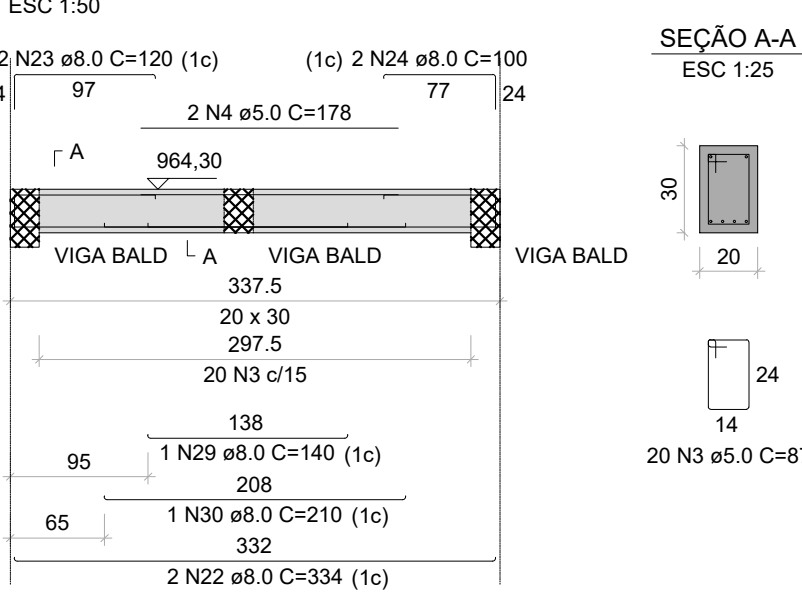 ESC 1:50
2 N23 ø8.0 C=120 (1c)
(1c) 2 N24 ø8.0 C=100
97
77
24
2 N4 ø5.0 C=178
A
964,30
VIGA BALD
A
VIGA BALD
VIGA BALD
337.5
20 x 30
297.5
20 N3 c/15
138
1 N29 ø8.0 C=140 (1c)
95
208
1 N30 ø8.0 C=210 (1c)
65
332
2 N22 ø8.0 C=334 (1c)
SEÇÃO A-A
ESC 1:25
30
20
24
14
20 N3 ø5.0 C=87